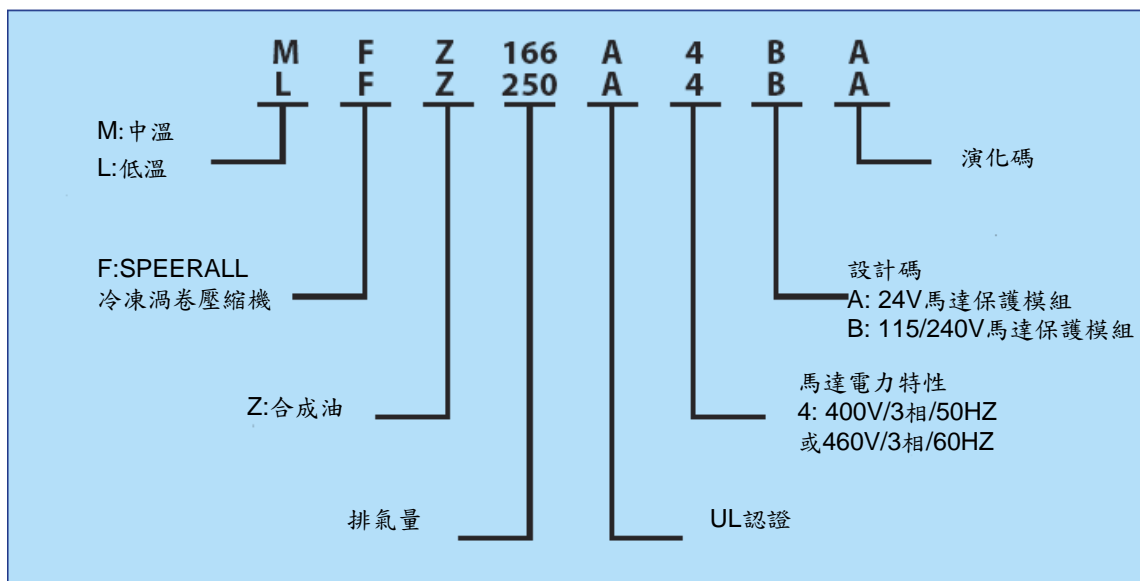 M F Z 166 A 4 B A
L F Z 250 A 4 B A
M:中溫
L:低溫
演化碼
F:SPEERALL
冷凍渦卷壓縮機
設計碼
A: 24V馬達保護模組
B: 115/240V馬達保護模組
Z:合成油
馬達電力特性
4: 400V/3相/50HZ
或460V/3相/60HZ
排氣量
UL認證